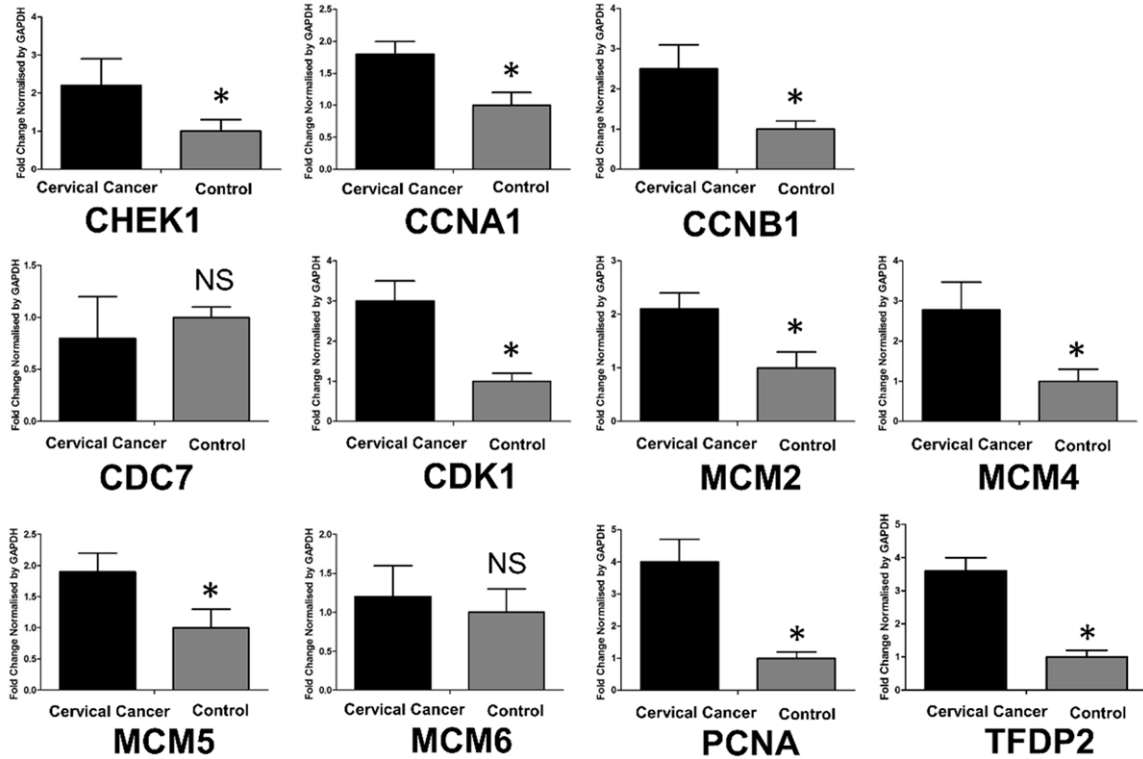 Fold Change Normalised by GAPDH
4
3
2
1
0
*
Cervical Cancer Control
CHEK1
Fold Change Normalised by GAPDH
2.0
1.5
1.0
0.5
0.0
*
Cervical Cancer Control
CCNA1
Fold Change Normalised by GAPDH
4
3
2
1
0
*
Cervical Cancer Control
CCNB1
Fold Change Normalised by GAPDH
1.5
1.0
0.5
0.0
NS
Cervical Cancer Control
CDC7
Fold Change Normalised by GAPDH
4
3
2
1
0
*
Cervical Cancer Control
CDK1
Fold Change Normalised by GAPDH
3
2
1
0
*
Cervical Cancer Control
MCM2
Fold Change Normalised by GAPDH
4
3
2
1
0
*
Cervical Cancer Control
MCM4
Fold Change Normalised by GAPDH
2.5
2.0
1.5
1.0
0.5
0.0
*
Cervical Cancer Control
MCM5
Fold Change Normalised by GAPDH
2.0
1.5
1.0
0.5
0.0
NS
Cervical Cancer Control
MCM6
Fold Change Normalised by GAPDH
5
4
3
2
1
0
*
Cervical Cancer Control
PCNA
Fold Change Normalised by GAPDH
5
4
3
2
1
0
*
Cervical Cancer Control
TFDP2